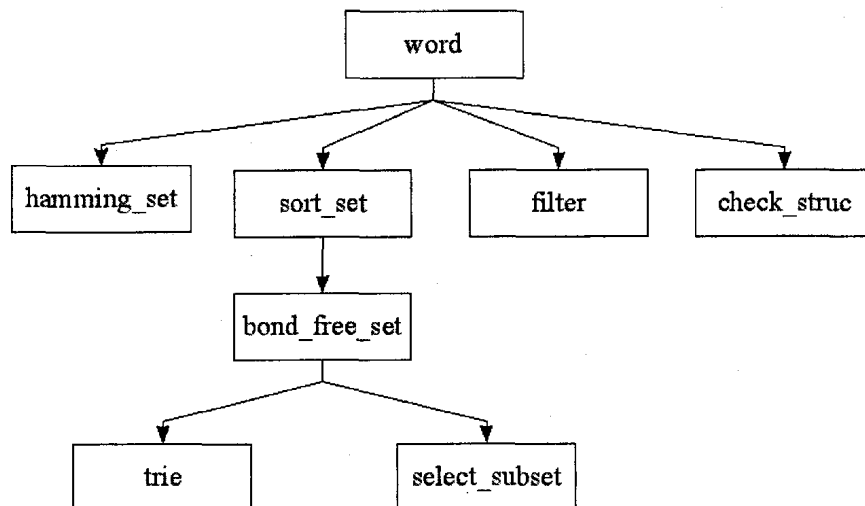 word
hamming_set
sort_set
filter
check_struc
bond_free_set
trie
select_subset